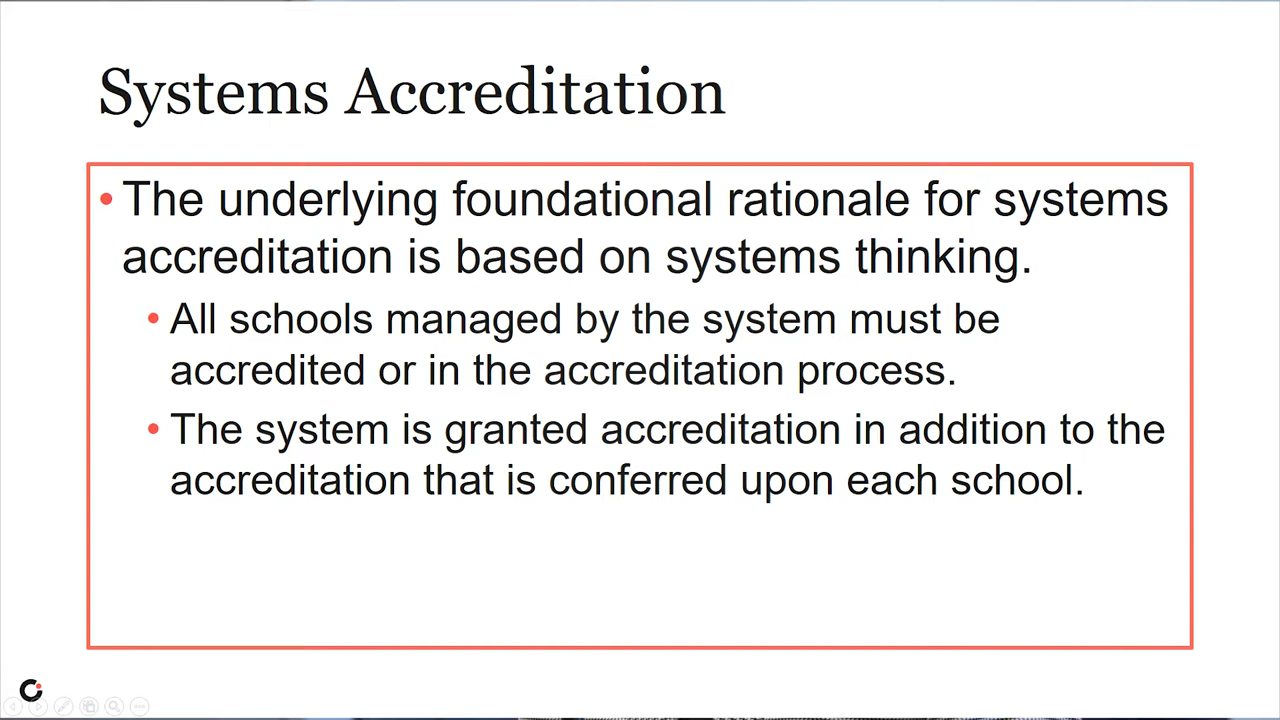 Systems Accreditation
• The underlying foundational rationale for systems
accreditation is based on systems thinking.
• All schools managed by the system must be
accredited or in the accreditation process.
• The system is granted accreditation in addition to the
accreditation that is conferred upon each school.